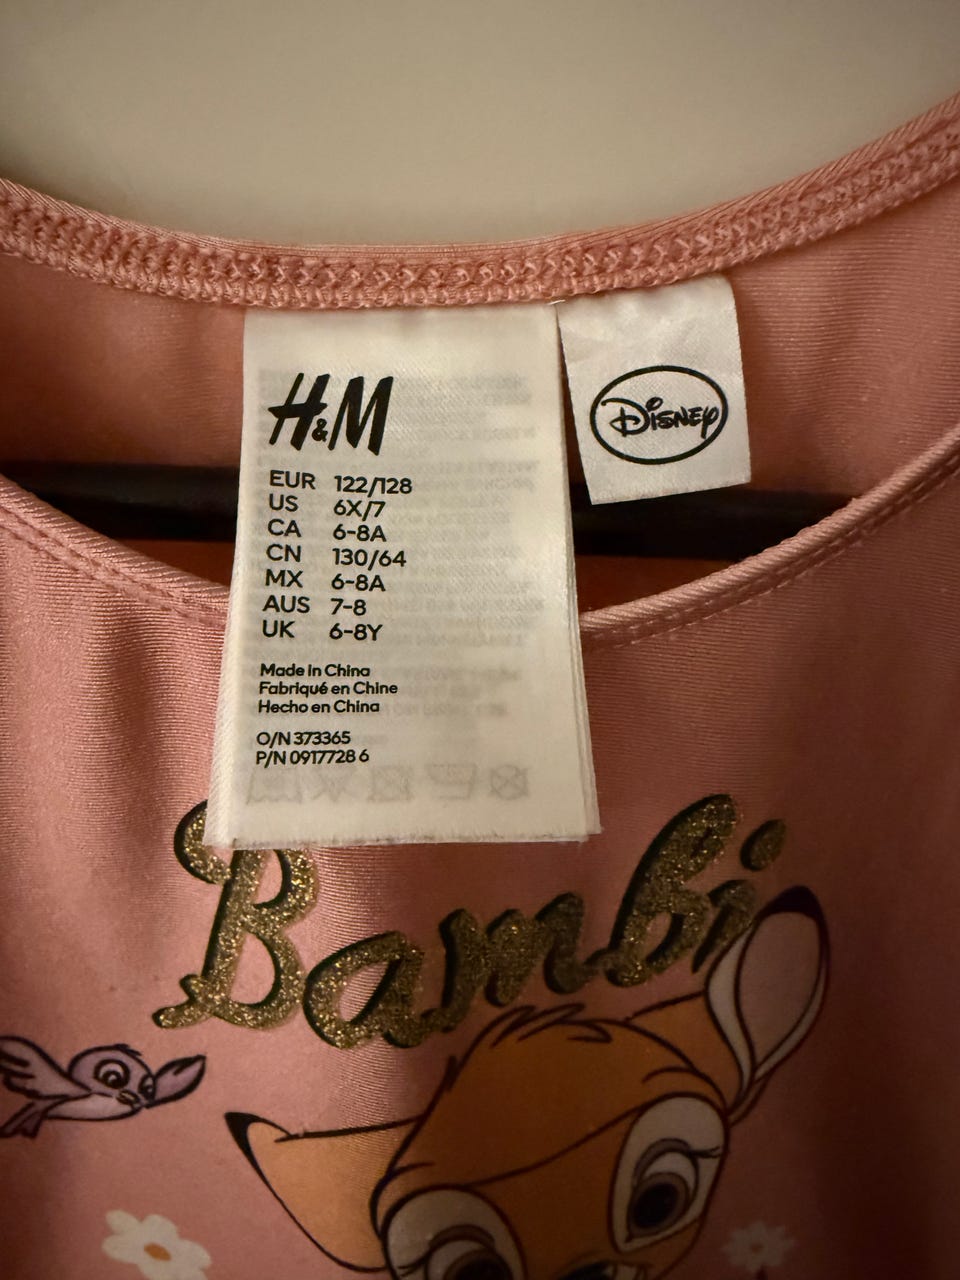 H&M
EUR 122/128
US 6X/7
CA 6-8A
CN 130/64
MX 6-8A
AUS 7-8
UK 6-8Y
Made in China
Fabriqué en Chine
Hecho en China
O/N 373365
P/N 0917728 6
Disney
Bambi